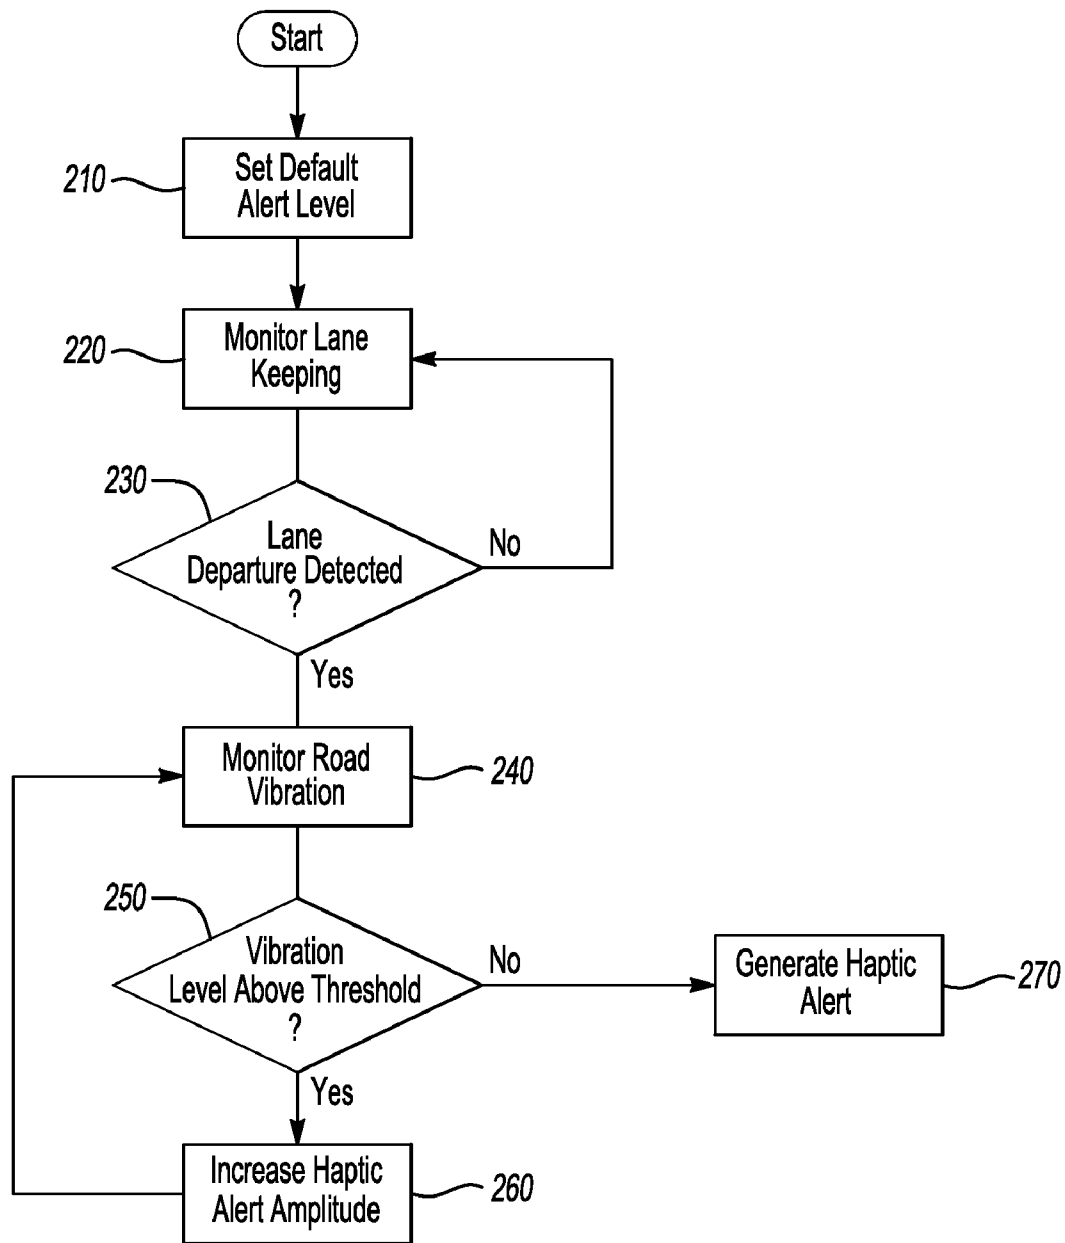 Start
210
Set Default
Alert Level
220
Monitor Lane
Keeping
230
Lane
Departure Detected
?
No
Yes
Monitor Road
Vibration
240
250
Vibration
Level Above Threshold
?
No
Generate Haptic
Alert
270
Yes
Increase Haptic
Alert Amplitude
260